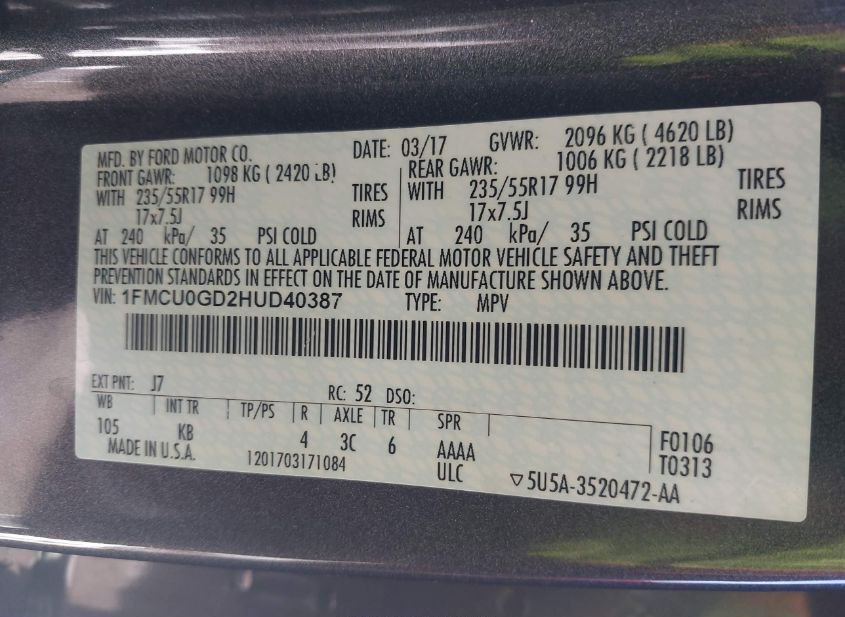 MFD. BY FORD MOTOR CO. DATE: 03/17 GVWR: 2096 KG ( 4620 LB)
FRONT GAWR: 1098 KG ( 2420 LB) REAR GAWR: 1006 KG ( 2218 LB)
WITH 235/55R17 99H TIRES WITH 235/55R17 99H TIRES
17x7.5J RIMS 17x7.5J RIMS
AT 240 kPa/ 35 PSI COLD AT 240 kPa/ 35 PSI COLD
THIS VEHICLE CONFORMS TO ALL APPLICABLE FEDERAL MOTOR VEHICLE SAFETY AND THEFT
PREVENTION STANDARDS IN EFFECT ON THE DATE OF MANUFACTURE SHOWN ABOVE.
VIN: 1FMCU0GD2HUD40387 TYPE: MPV
EXT PNT: J7 RC: 52 DSO:
WB INT TR TP/PS R AXLE TR SPR
105 KB 4 3C 6 AAAA F0106
MADE IN U.S.A. 1201703171084 ULC T0313
▽5U5A-3520472-AA